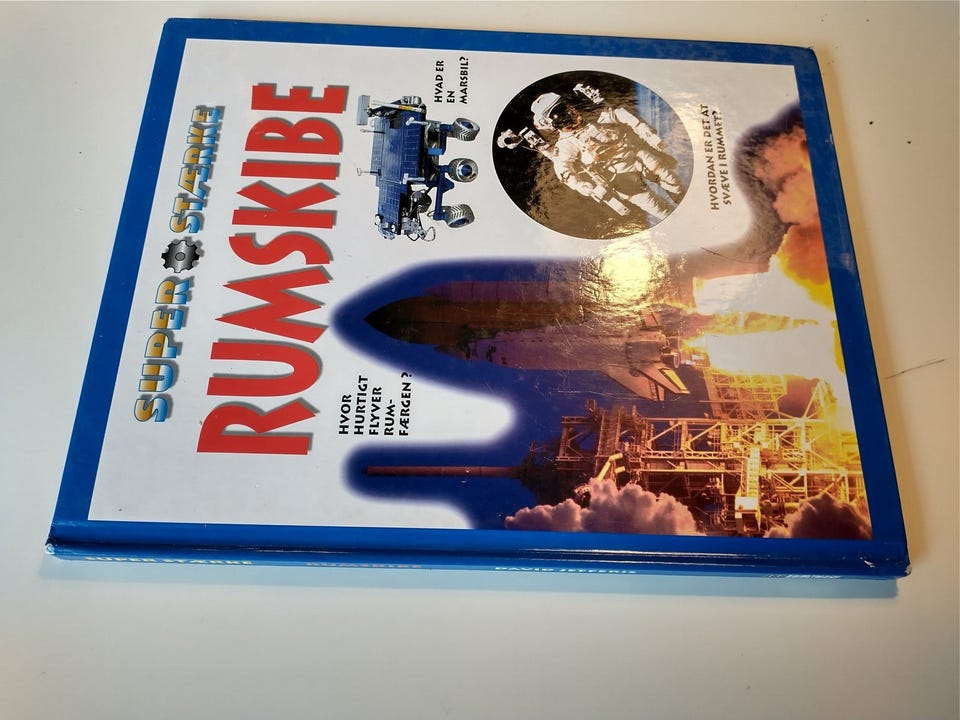 SUPER STÆRKE
RUMSKIBE
HVAD ER
EN
MARSBIL?
HVORDAN ER DET AT
SVÆVE I RUMMET?
HVOR
HURTIGT
FLYVER
RUM-
FÆRGEN?
SUPER STÆRKE RUMSKIBE DAVID JEFFERIS